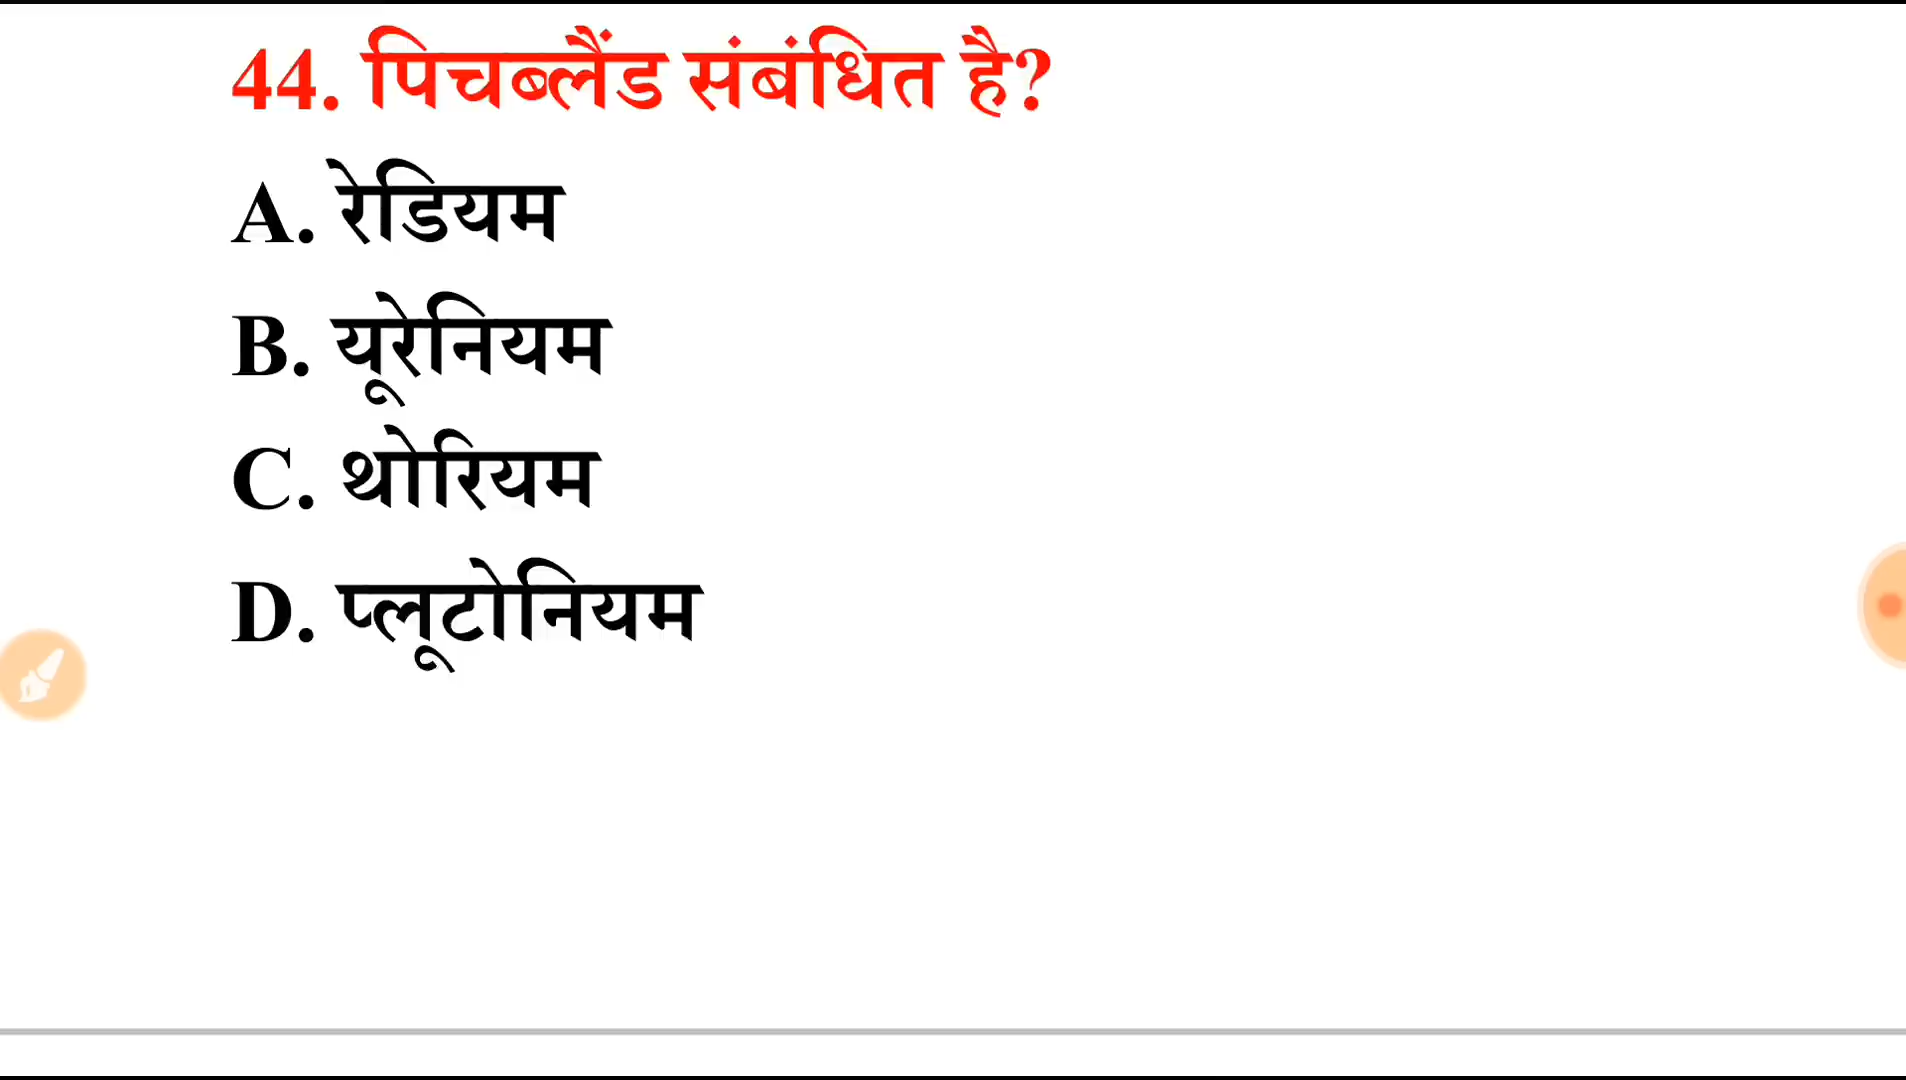 44. पिचब्लैंड संबंधित है?
A. रेडियम
B. यूरेनियम
C. थोरियम
D. प्लूटोनियम